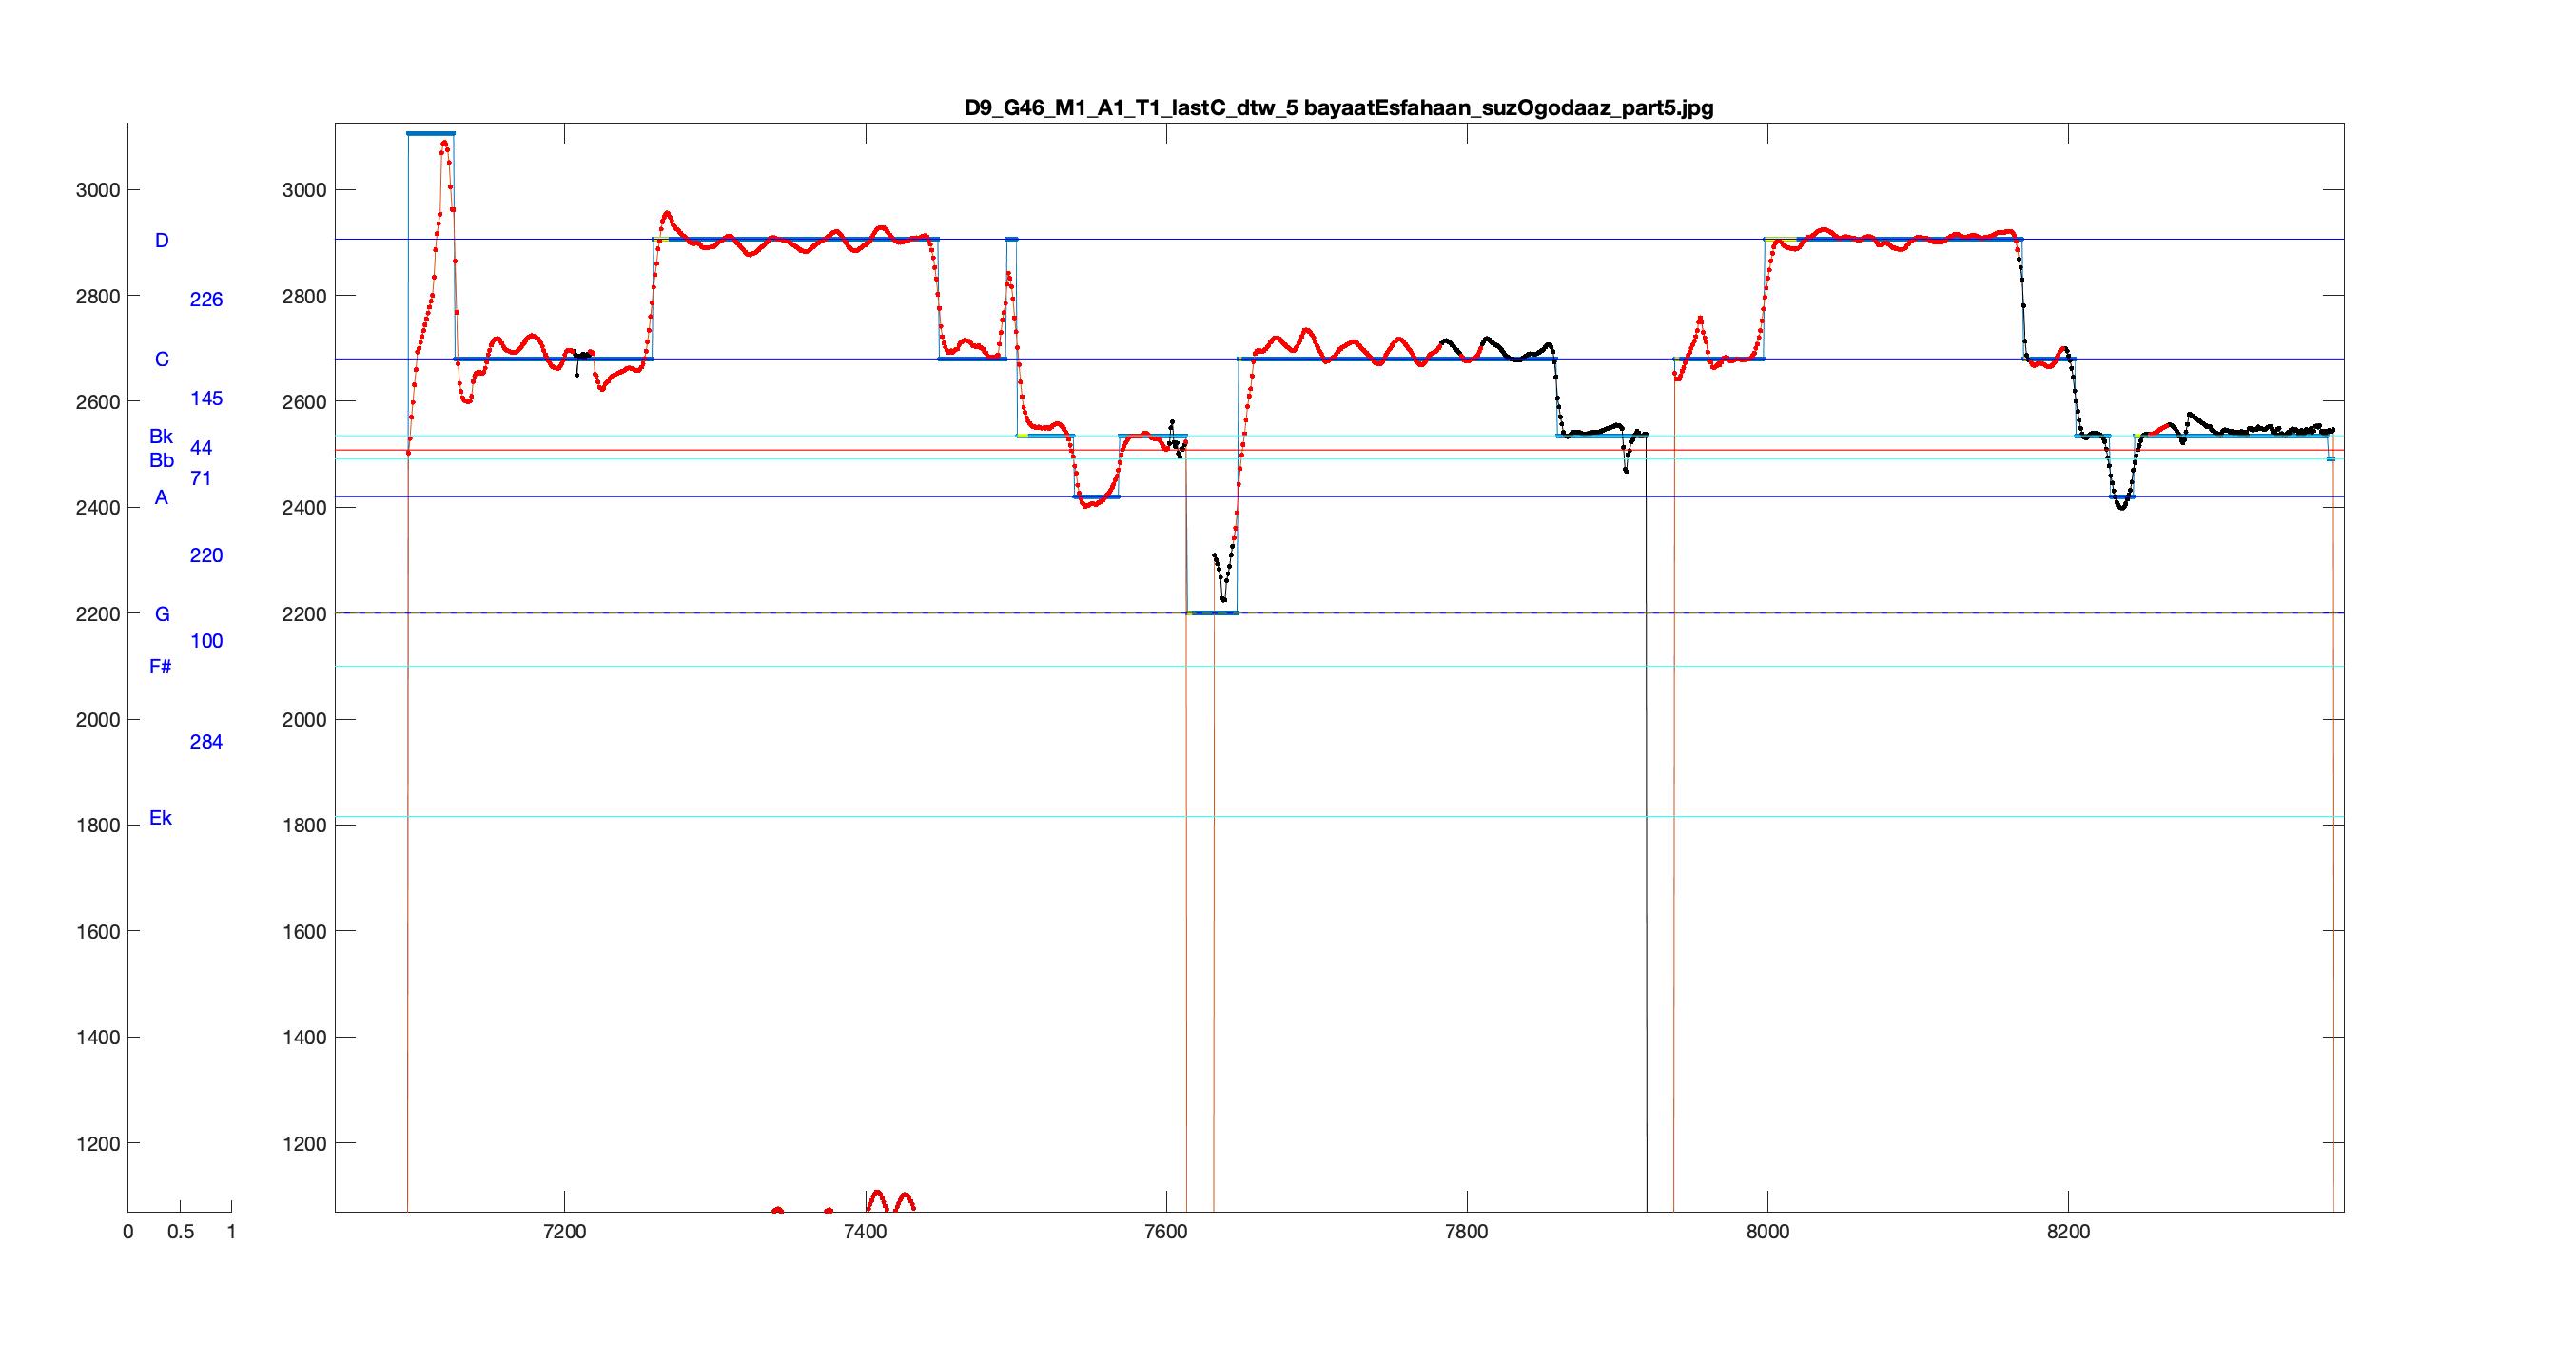 D9_G46_M1_A1_T1_lastC_dtw_5 bayaatEsfahaan_suzOgodaaz_part5.jpg
3000 3000
D
2800 226 2800
C
2600 145 2600
Bk
44
Bb
71
A
2400 2400
220
2200 G 2200
100
F#
2000 2000
284
1800 Ek 1800
1600 1600
1400 1400
1200 1200
0 0.5 1 7200 7400 7600 7800 8000 8200